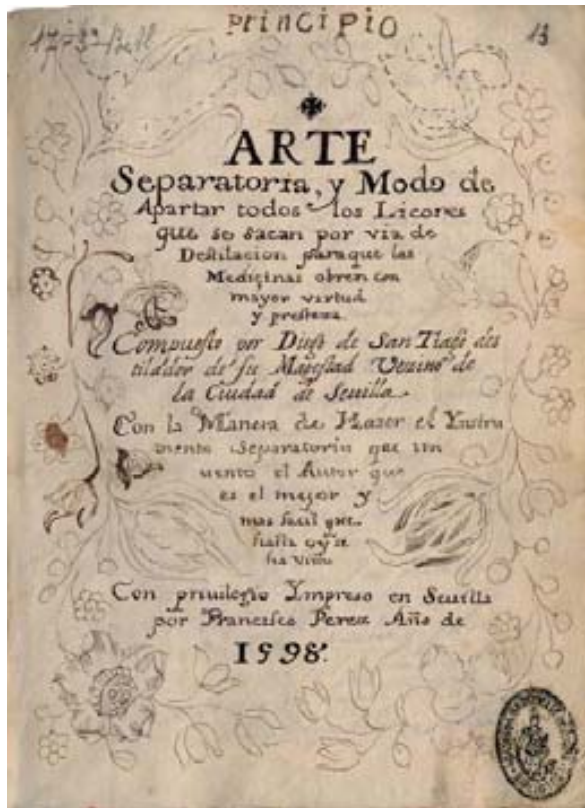 principio
13
ARTE
Separatoria, y Modo de
Apartar todos los Licores
que se sacan por via de
Destilacion paraque las
Medizinas obren con
mayor virtud
y presteza
Compuesto por Diego de San Tiago des
tilador de su Magestad Vezino de
la Ciudad de Sevilla
Con la Manera de Hazer el Ynstru
mento Separatorio que in
vento el Autor que
es el mejor y
mas facil que
hasta oy se
ha visto
Con privilegio Ympreso en Sevilla
por Francisco Perez Año de
1598.